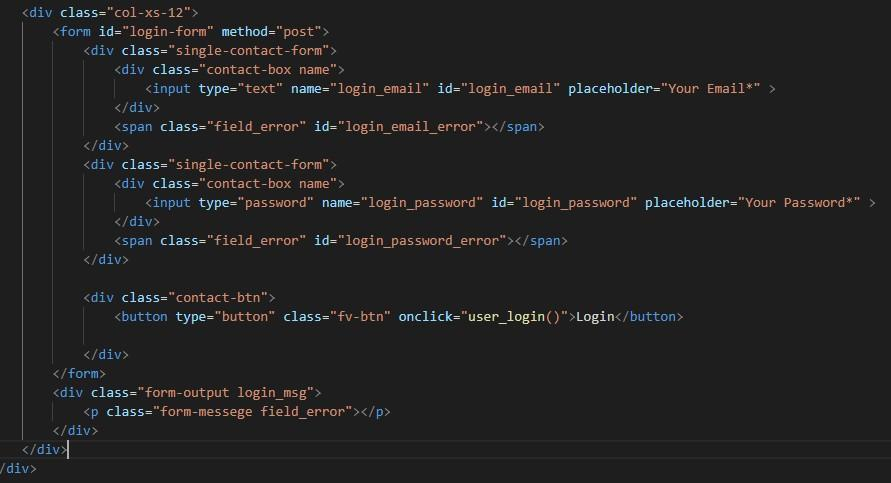 <div class="col-xs-12">
<form id="login-form" method="post">
<div class="single-contact-form">
<div class="contact-box name">
<input type="text" name="login_email" id="login_email" placeholder="Your Email*" >
</div>
<span class="field_error" id="login_email_error"></span>
</div>
<div class="single-contact-form">
<div class="contact-box name">
<input type="password" name="login_password" id="login_password" placeholder="Your Password*" >
</div>
<span class="field_error" id="login_password_error"></span>
</div>
<div class="contact-btn">
<button type="button" class="fv-btn" onclick="user_login()">Login</button>
</div>
</form>
<div class="form-output login_msg">
<p class="form-messege field_error"></p>
</div>
</div>
/div>